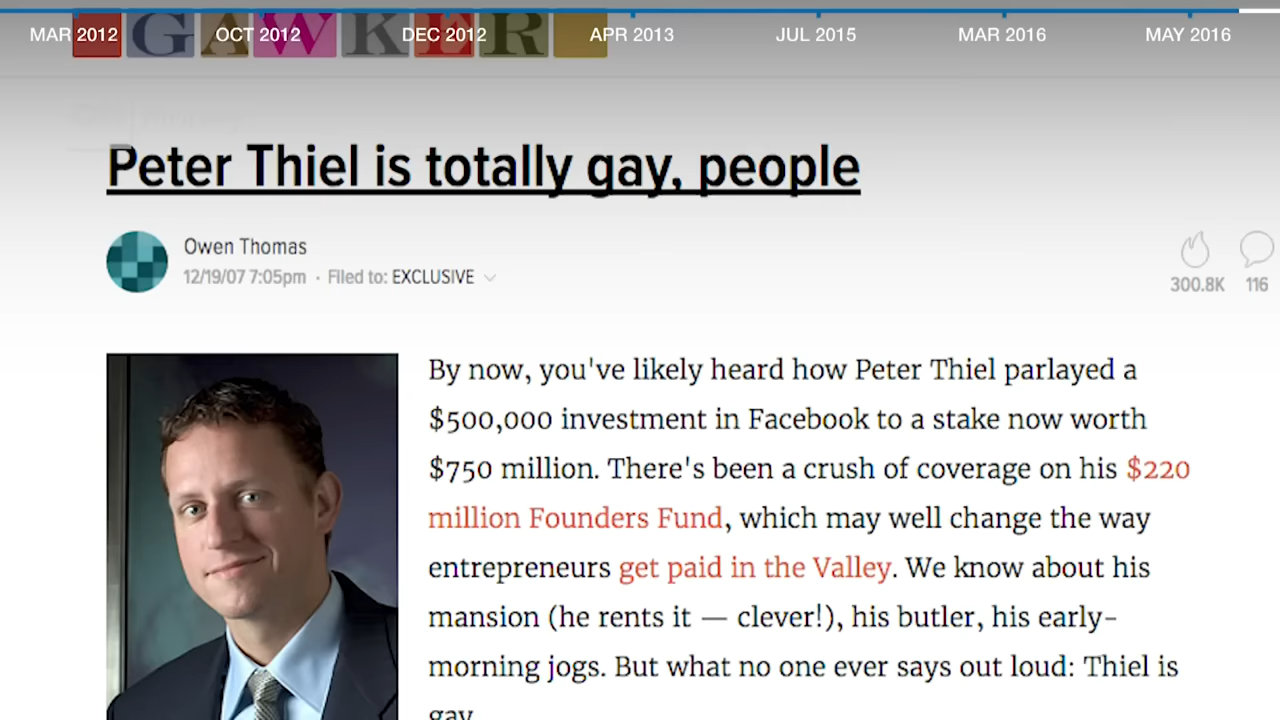 MAR 2012 OCT 2012 DEC 2012 APR 2013 JUL 2015 MAR 2016 MAY 2016
GAWKER
Peter Thiel is totally gay, people
Owen Thomas
12/19/07 7:05pm · Filed to: EXCLUSIVE
300.8K 116
By now, you've likely heard how Peter Thiel parlayed a
$500,000 investment in Facebook to a stake now worth
$750 million. There's been a crush of coverage on his $220
million Founders Fund, which may well change the way
entrepreneurs get paid in the Valley. We know about his
mansion (he rents it — clever!), his butler, his early-
morning jogs. But what no one ever says out loud: Thiel is
gay.